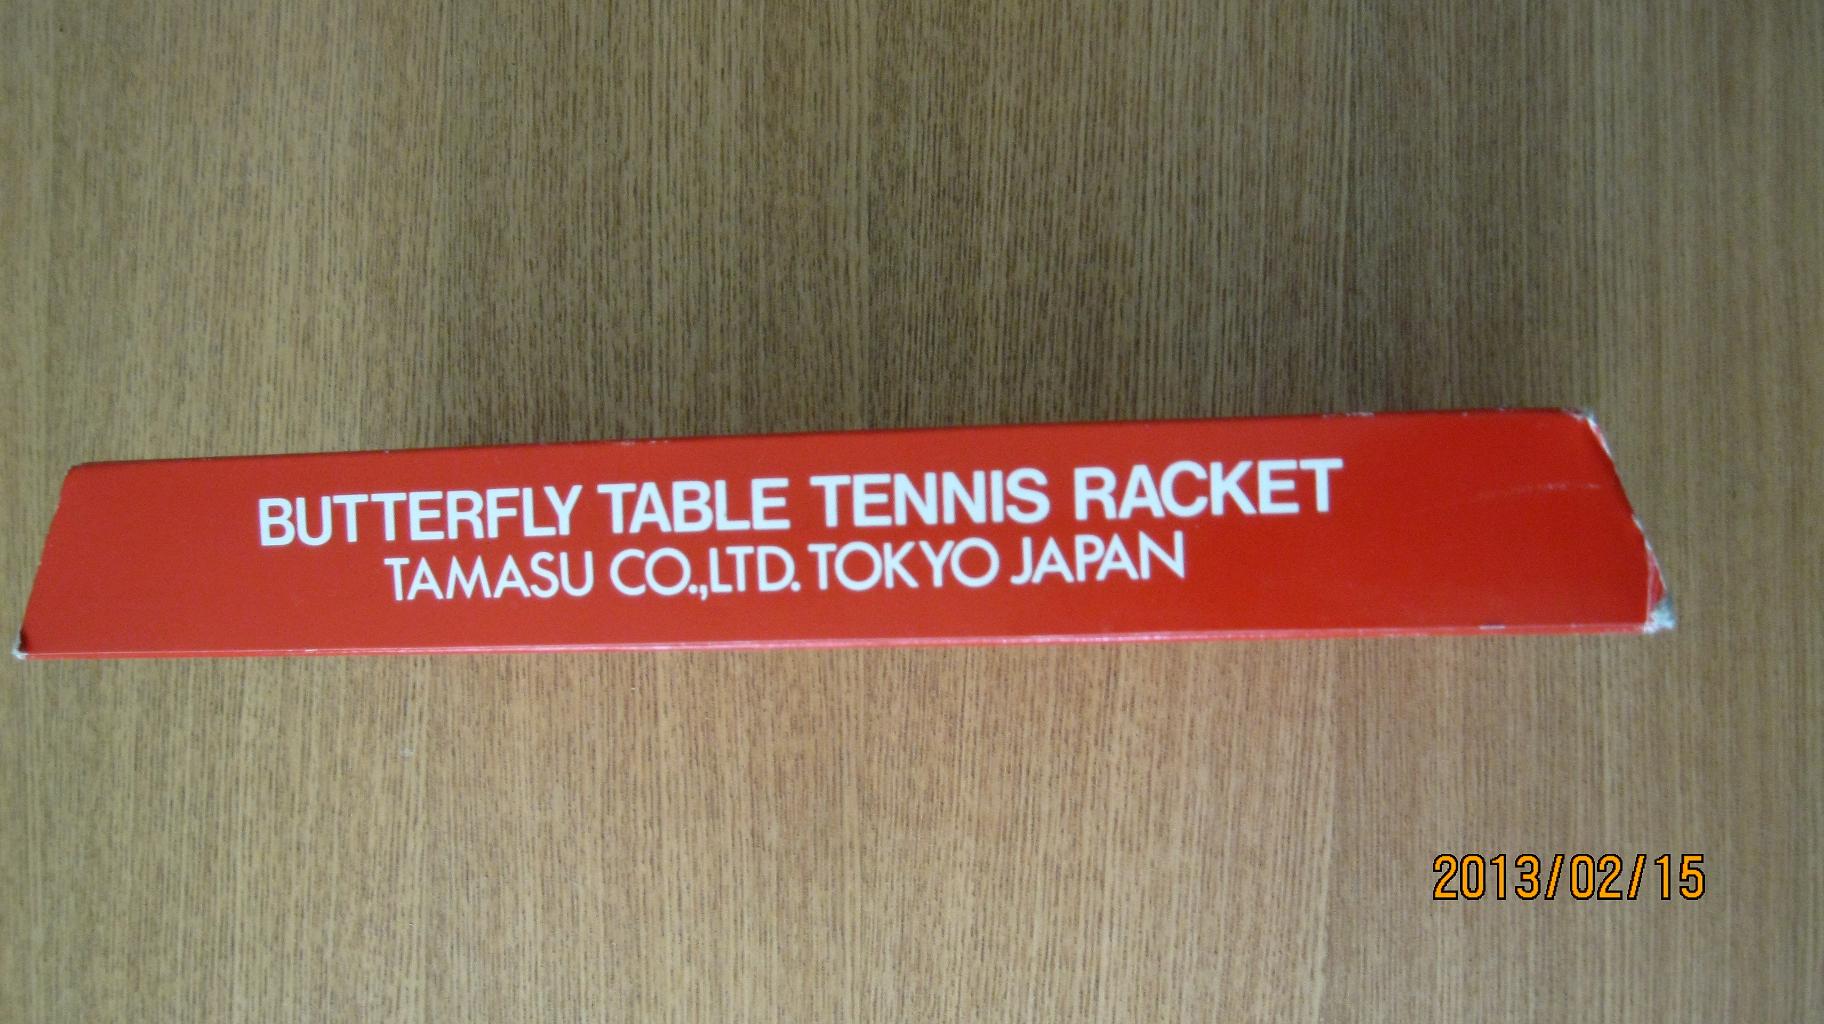 BUTTERFLY TABLE TENNIS RACKET
TAMASU CO.,LTD. TOKYO JAPAN
2013/02/15